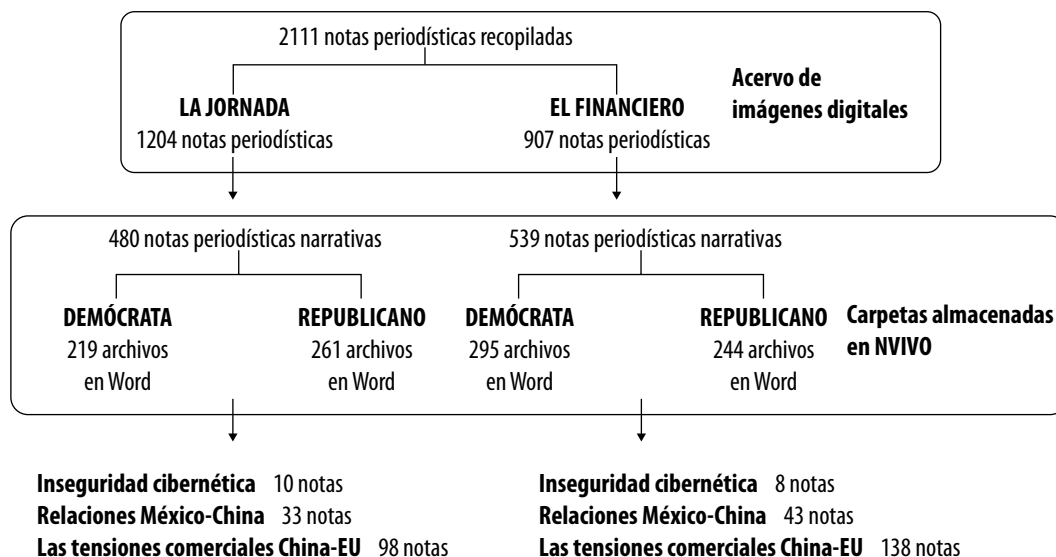 2111 notas periodísticas recopiladas
LA JORNADA
1204 notas periodísticas
EL FINANCIERO
907 notas periodísticas
Acervo de
imágenes digitales
480 notas periodísticas narrativas
539 notas periodísticas narrativas
DEMÓCRATA
219 archivos
en Word
REPUBLICANO
261 archivos
en Word
DEMÓCRATA
295 archivos
en Word
REPUBLICANO
244 archivos
en Word
Carpetas almacenadas
en NVIVO
Inseguridad cibernética 10 notas
Relaciones México-China 33 notas
Las tensiones comerciales China-EU 98 notas
Inseguridad cibernética 8 notas
Relaciones México-China 43 notas
Las tensiones comerciales China-EU 138 notas